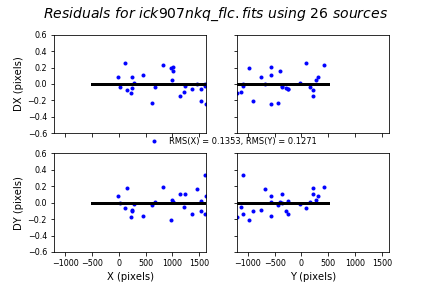 Residuals for ick907nkq_flc.fits using 26 sources
DX (pixels)
0.6
0.4
0.2
0.0
−0.2
−0.4
−0.6
RMS(X) = 0.1353, RMS(Y) = 0.1271
DY (pixels)
0.6
0.4
0.2
0.0
−0.2
−0.4
−0.6
−1000 −500 0 500 1000 1500
−1000 −500 0 500 1000 1500
X (pixels)
Y (pixels)